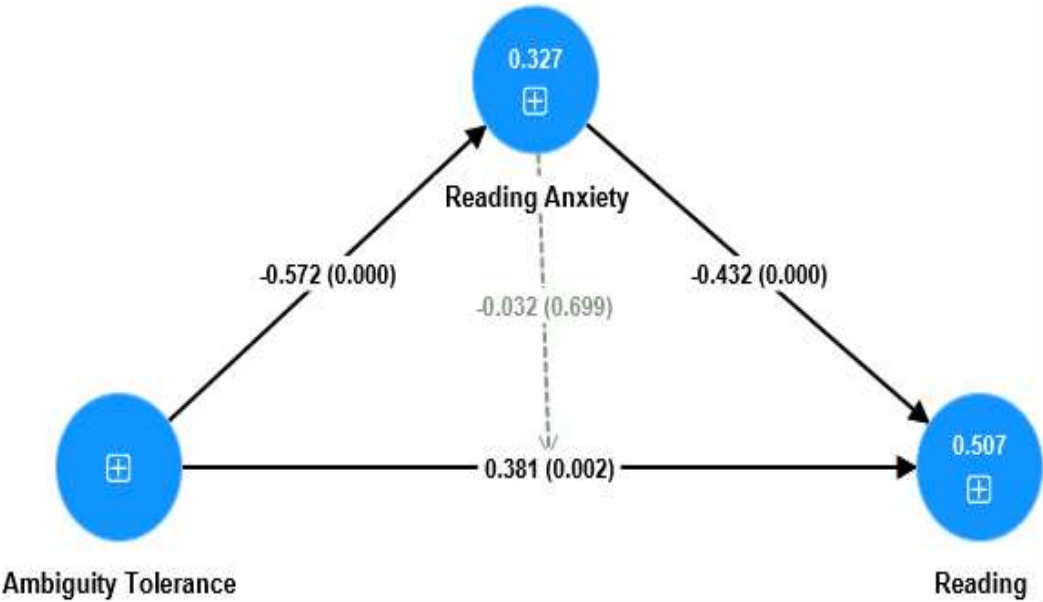 0.327
Reading Anxiety
-0.572 (0.000)
-0.432 (0.000)
-0.032 (0.699)
0.507
0.381 (0.002)
Ambiguity Tolerance
Reading